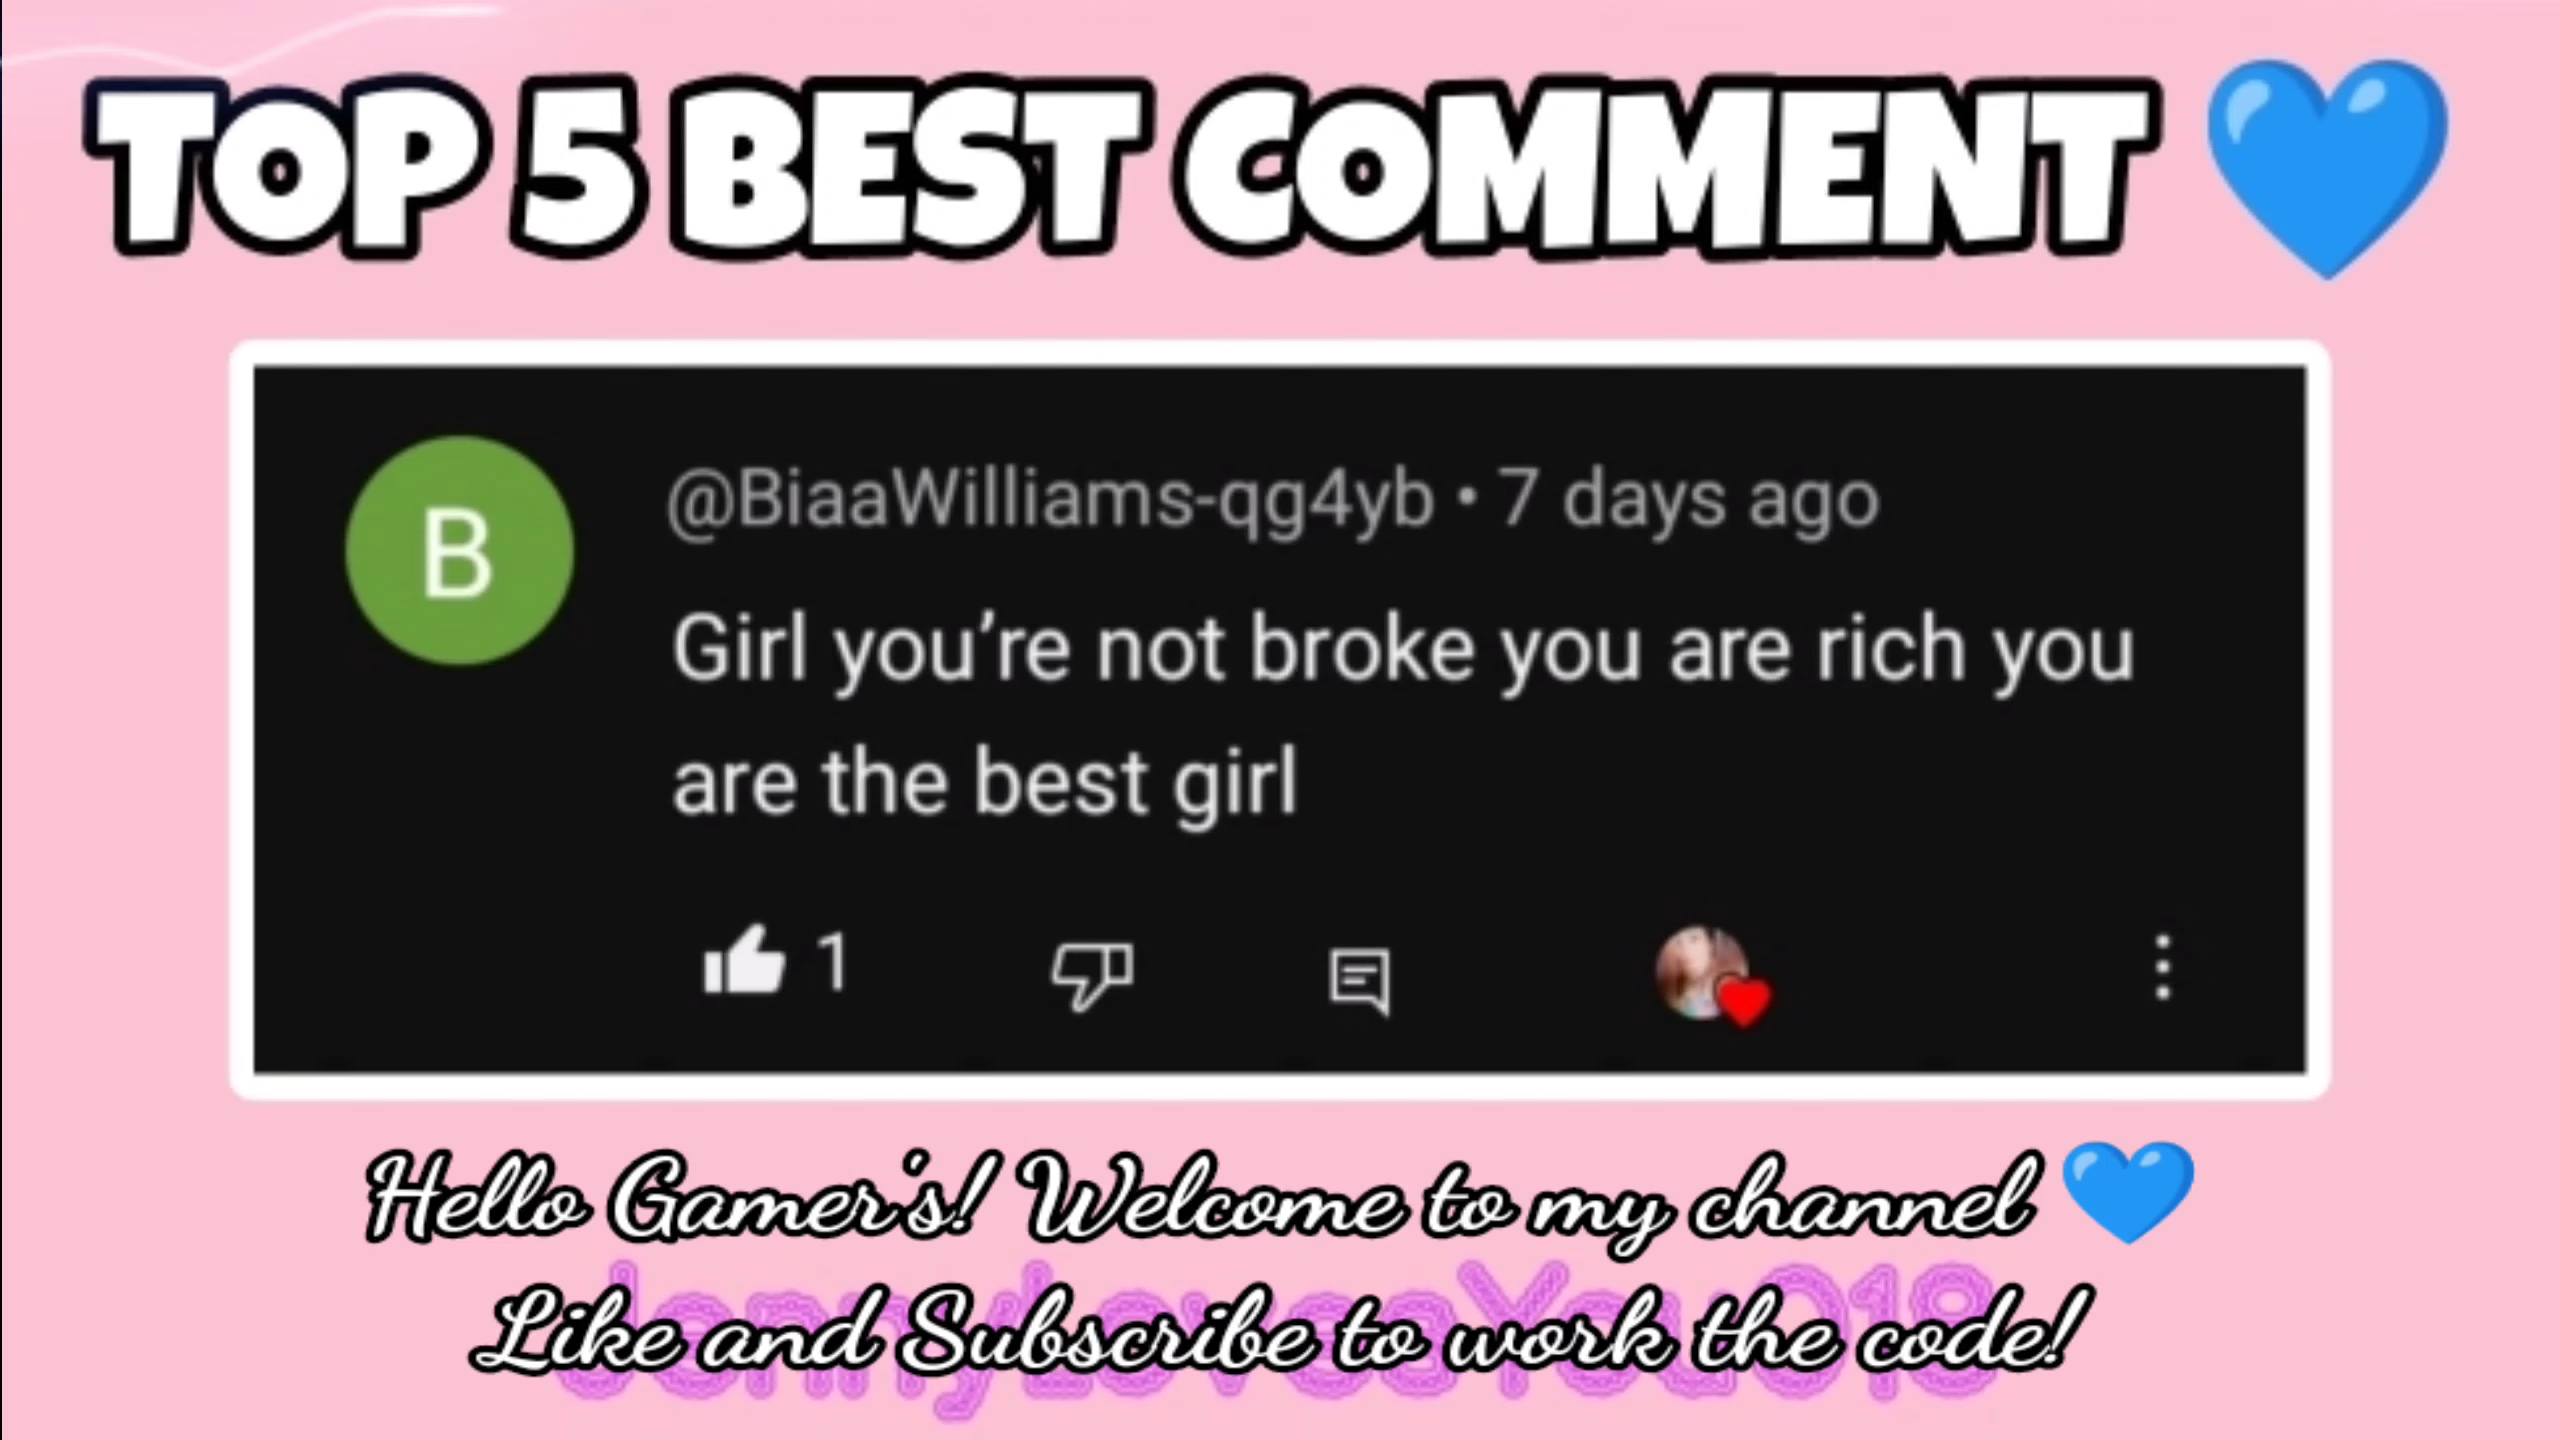 TOP 5 BEST COMMENT 💙
B
@BiaaWilliams-qg4yb • 7 days ago
Girl you’re not broke you are rich you
are the best girl
1
Hello Gamer's! Welcome to my channel 💙
Like and Subscribe to work the code!
JennyLovesYou018